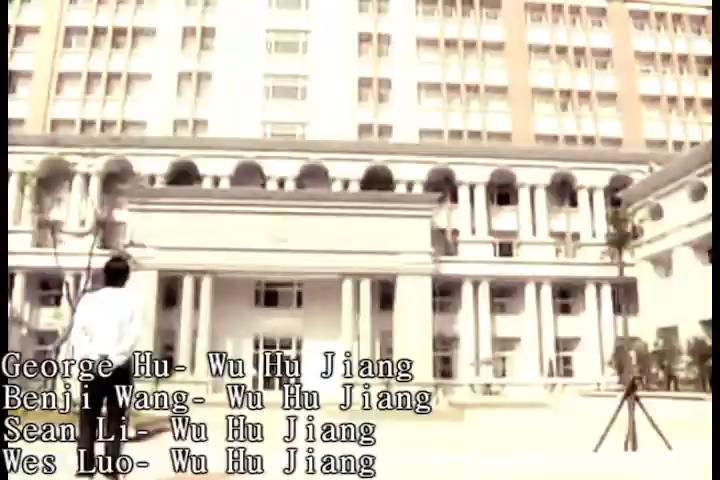 George Hu- Wu Hu Jiang
Benji Wang- Wu Hu Jiang
Sean Li- Wu Hu Jiang
Wes Luo- Wu Hu Jiang